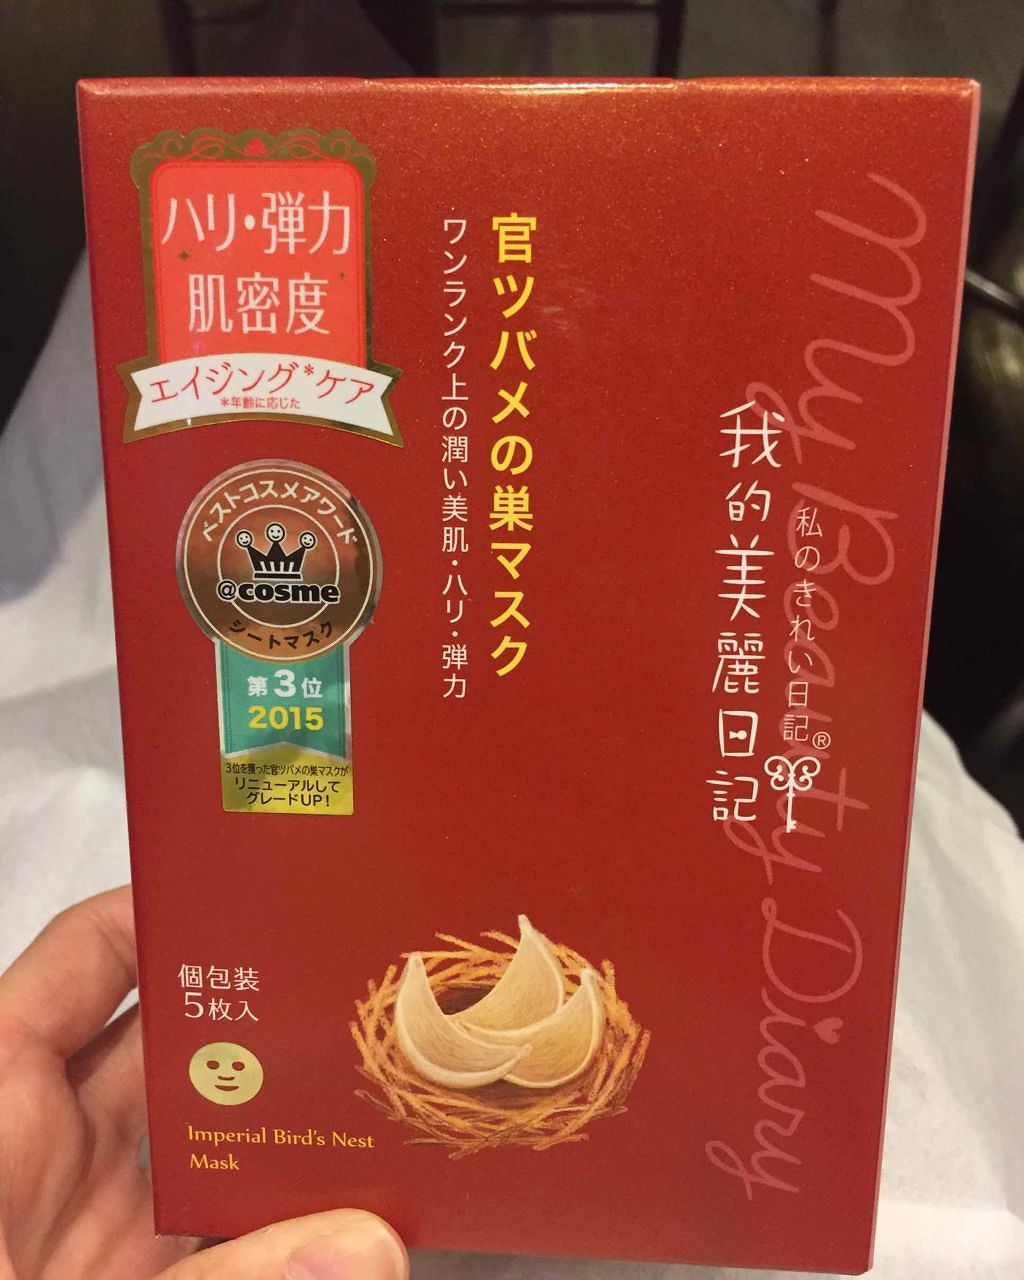 ハリ・弾力
肌密度
エイジング*ケア
*年齢に応じた
ベストコスメアワード
@cosme
シートマスク
第3位
2015
3位を獲った官ツバメの巣マスクが
リニューアルして
グレードUP!
官ツバメの巣マスク
ワンランク上の潤い美肌・ハリ・弾力
My Beauty Diary
私のきれい日記®
我的美麗日記
個包装
5枚入
Imperial Bird's Nest
Mask